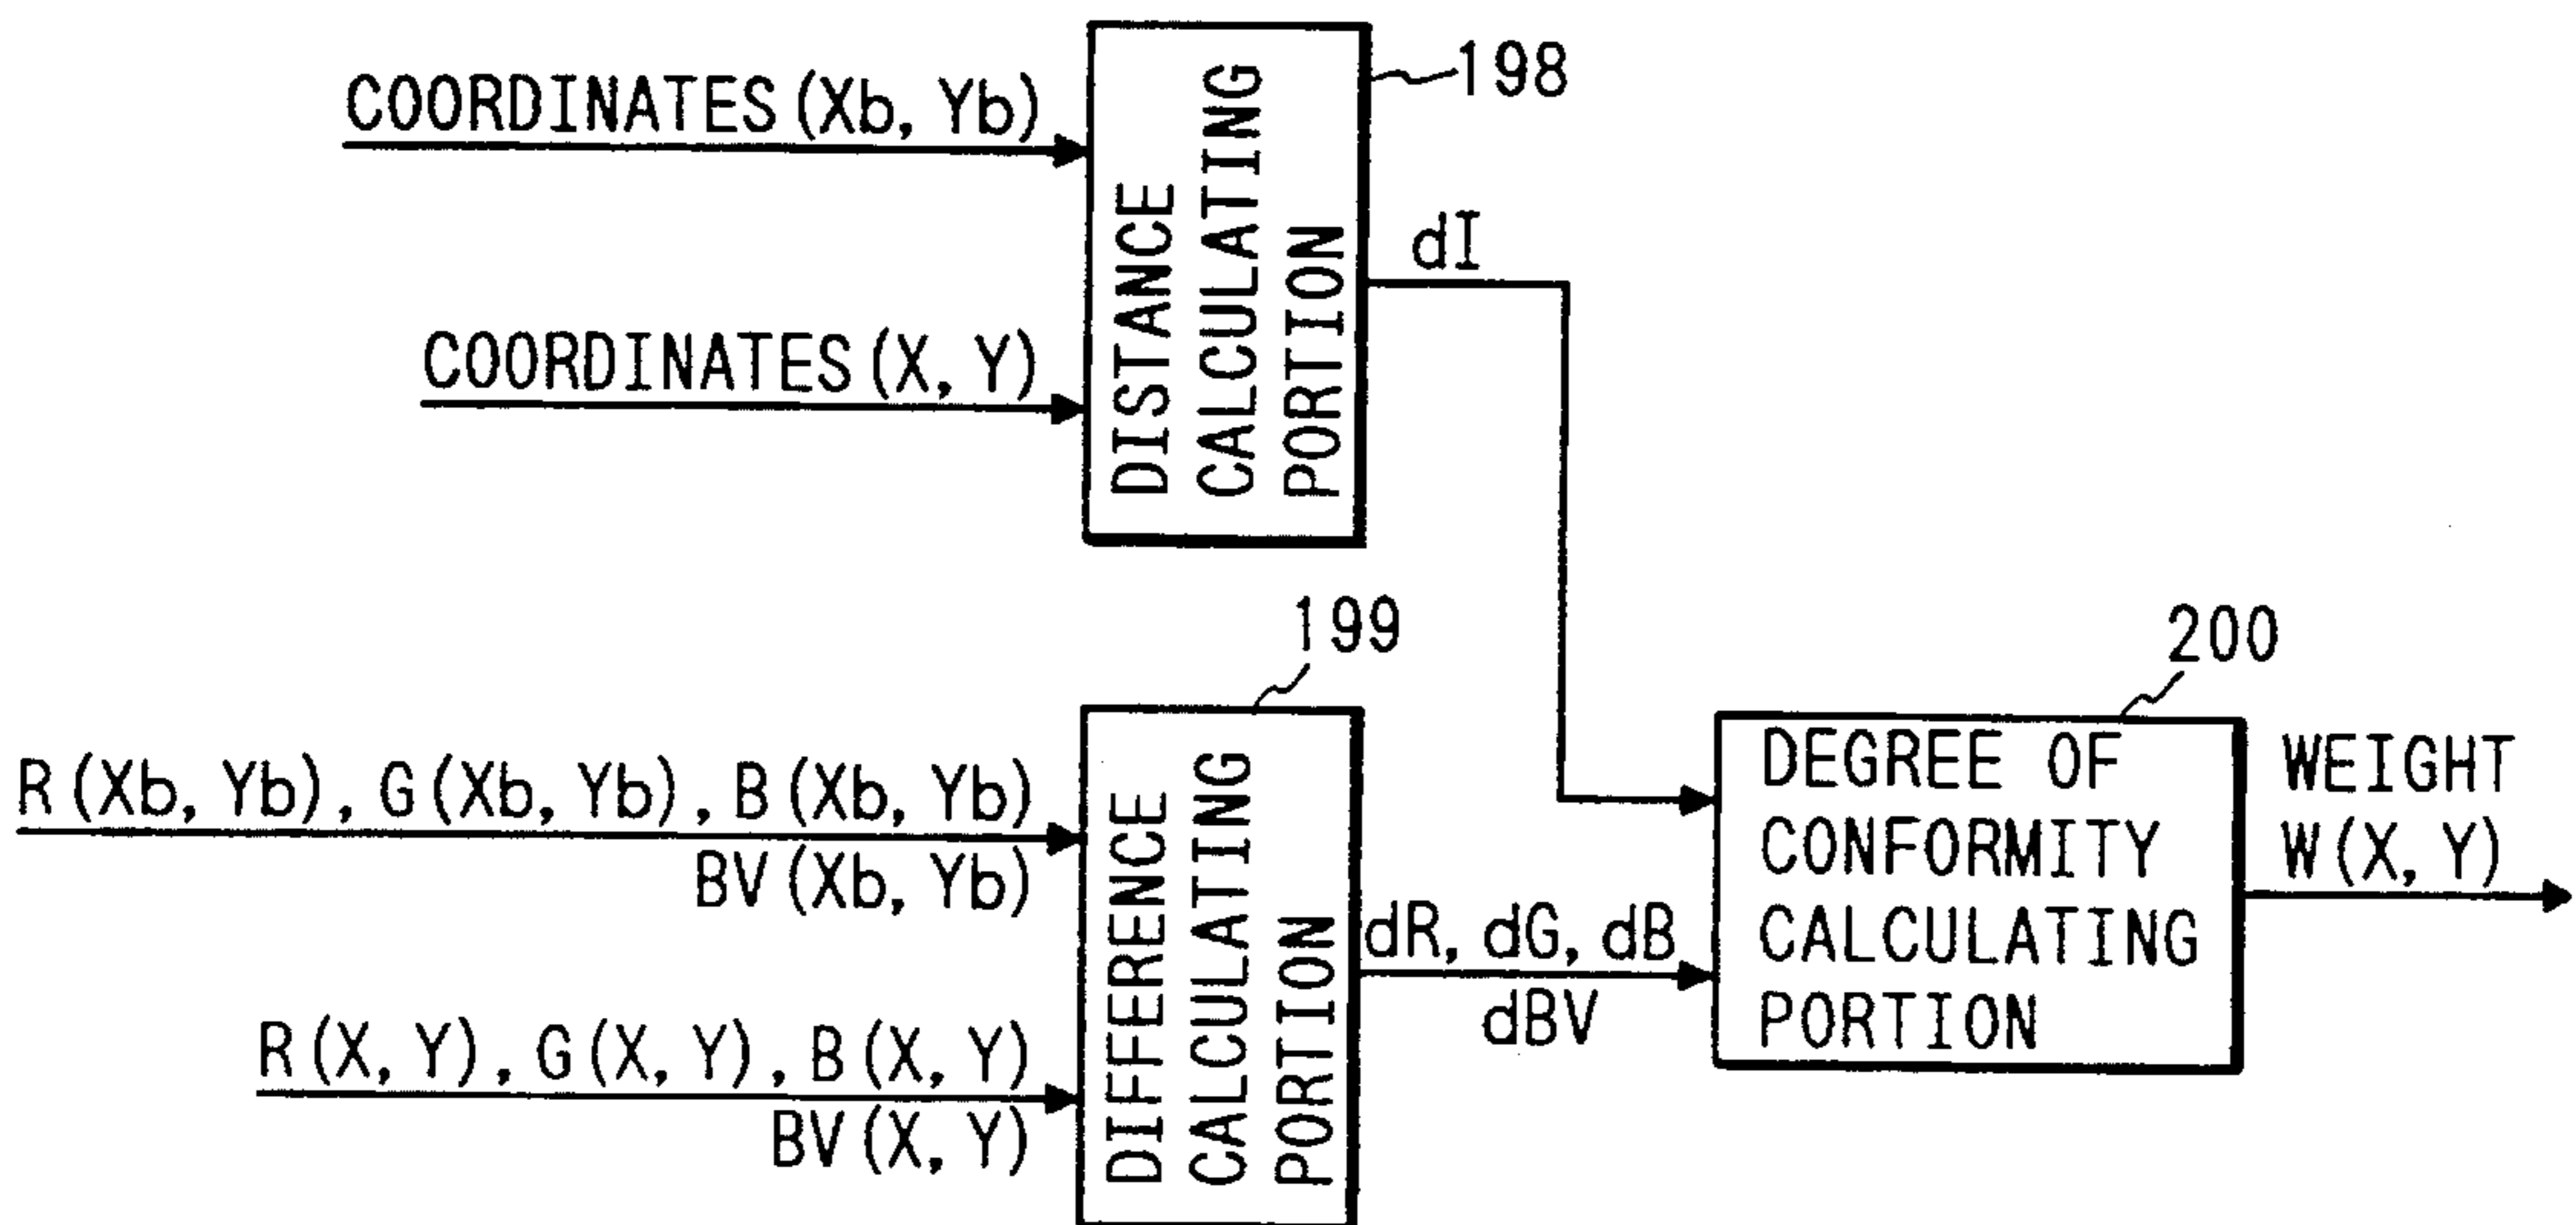 COORDINATES (Xb, Yb)
COORDINATES (X, Y)
DISTANCE
CALCULATING
PORTION
198
dI
R (Xb, Yb), G (Xb, Yb), B (Xb, Yb)
BV (Xb, Yb)
R (X, Y), G (X, Y), B (X, Y)
BV (X, Y)
DIFFERENCE
CALCULATING
PORTION
199
dR, dG, dB
dBV
DEGREE OF
CONFORMITY
CALCULATING
PORTION
200
WEIGHT
W (X, Y)